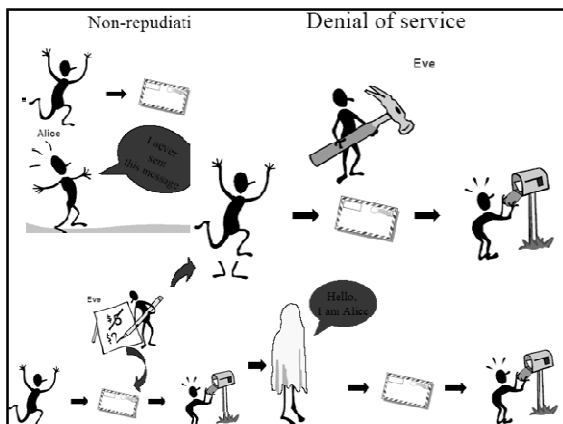 Non-repudiati
Denial of service
Eve
Alice
I never
sent
this message
Eve
Hello,
I am Alice